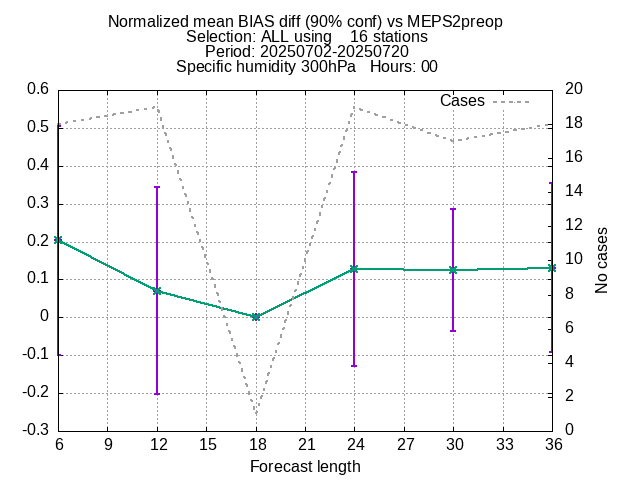 Normalized mean BIAS diff (90% conf) vs MEPS2preop
Selection: ALL using    16 stations
Period: 20250702-20250720
Specific humidity 300hPa   Hours: 00
Cases
0.6
0.5
0.4
0.3
0.2
0.1
0
-0.1
-0.2
-0.3
20
18
16
14
12
10
8
6
4
2
0
No cases
6 9 12 15 18 21 24 27 30 33 36
Forecast length